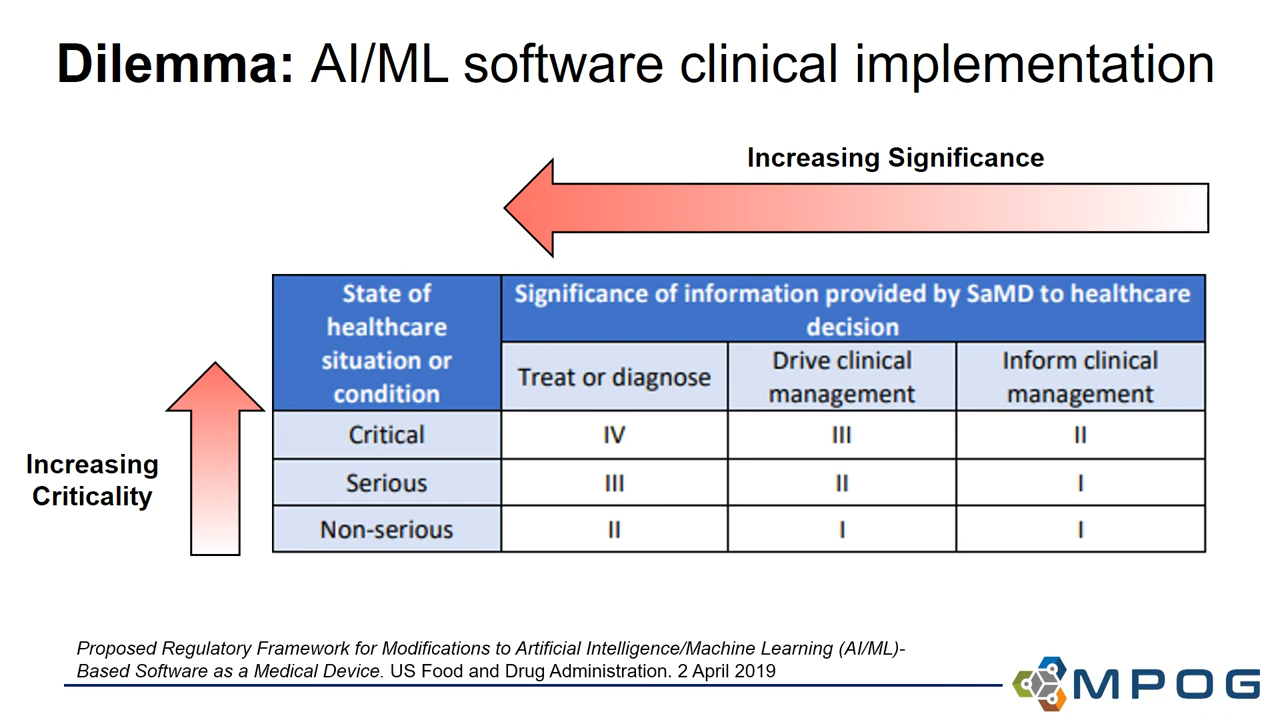 Dilemma: AI/ML software clinical implementation
Increasing Significance
State of
healthcare
situation or
condition
Significance of information provided by SaMD to healthcare
decision
Treat or diagnose
Drive clinical
management
Inform clinical
management
Critical IV III II
Serious III II I
Non-serious II I I
Increasing
Criticality
Proposed Regulatory Framework for Modifications to Artificial Intelligence/Machine Learning (AI/ML)-
Based Software as a Medical Device. US Food and Drug Administration. 2 April 2019
MPOG